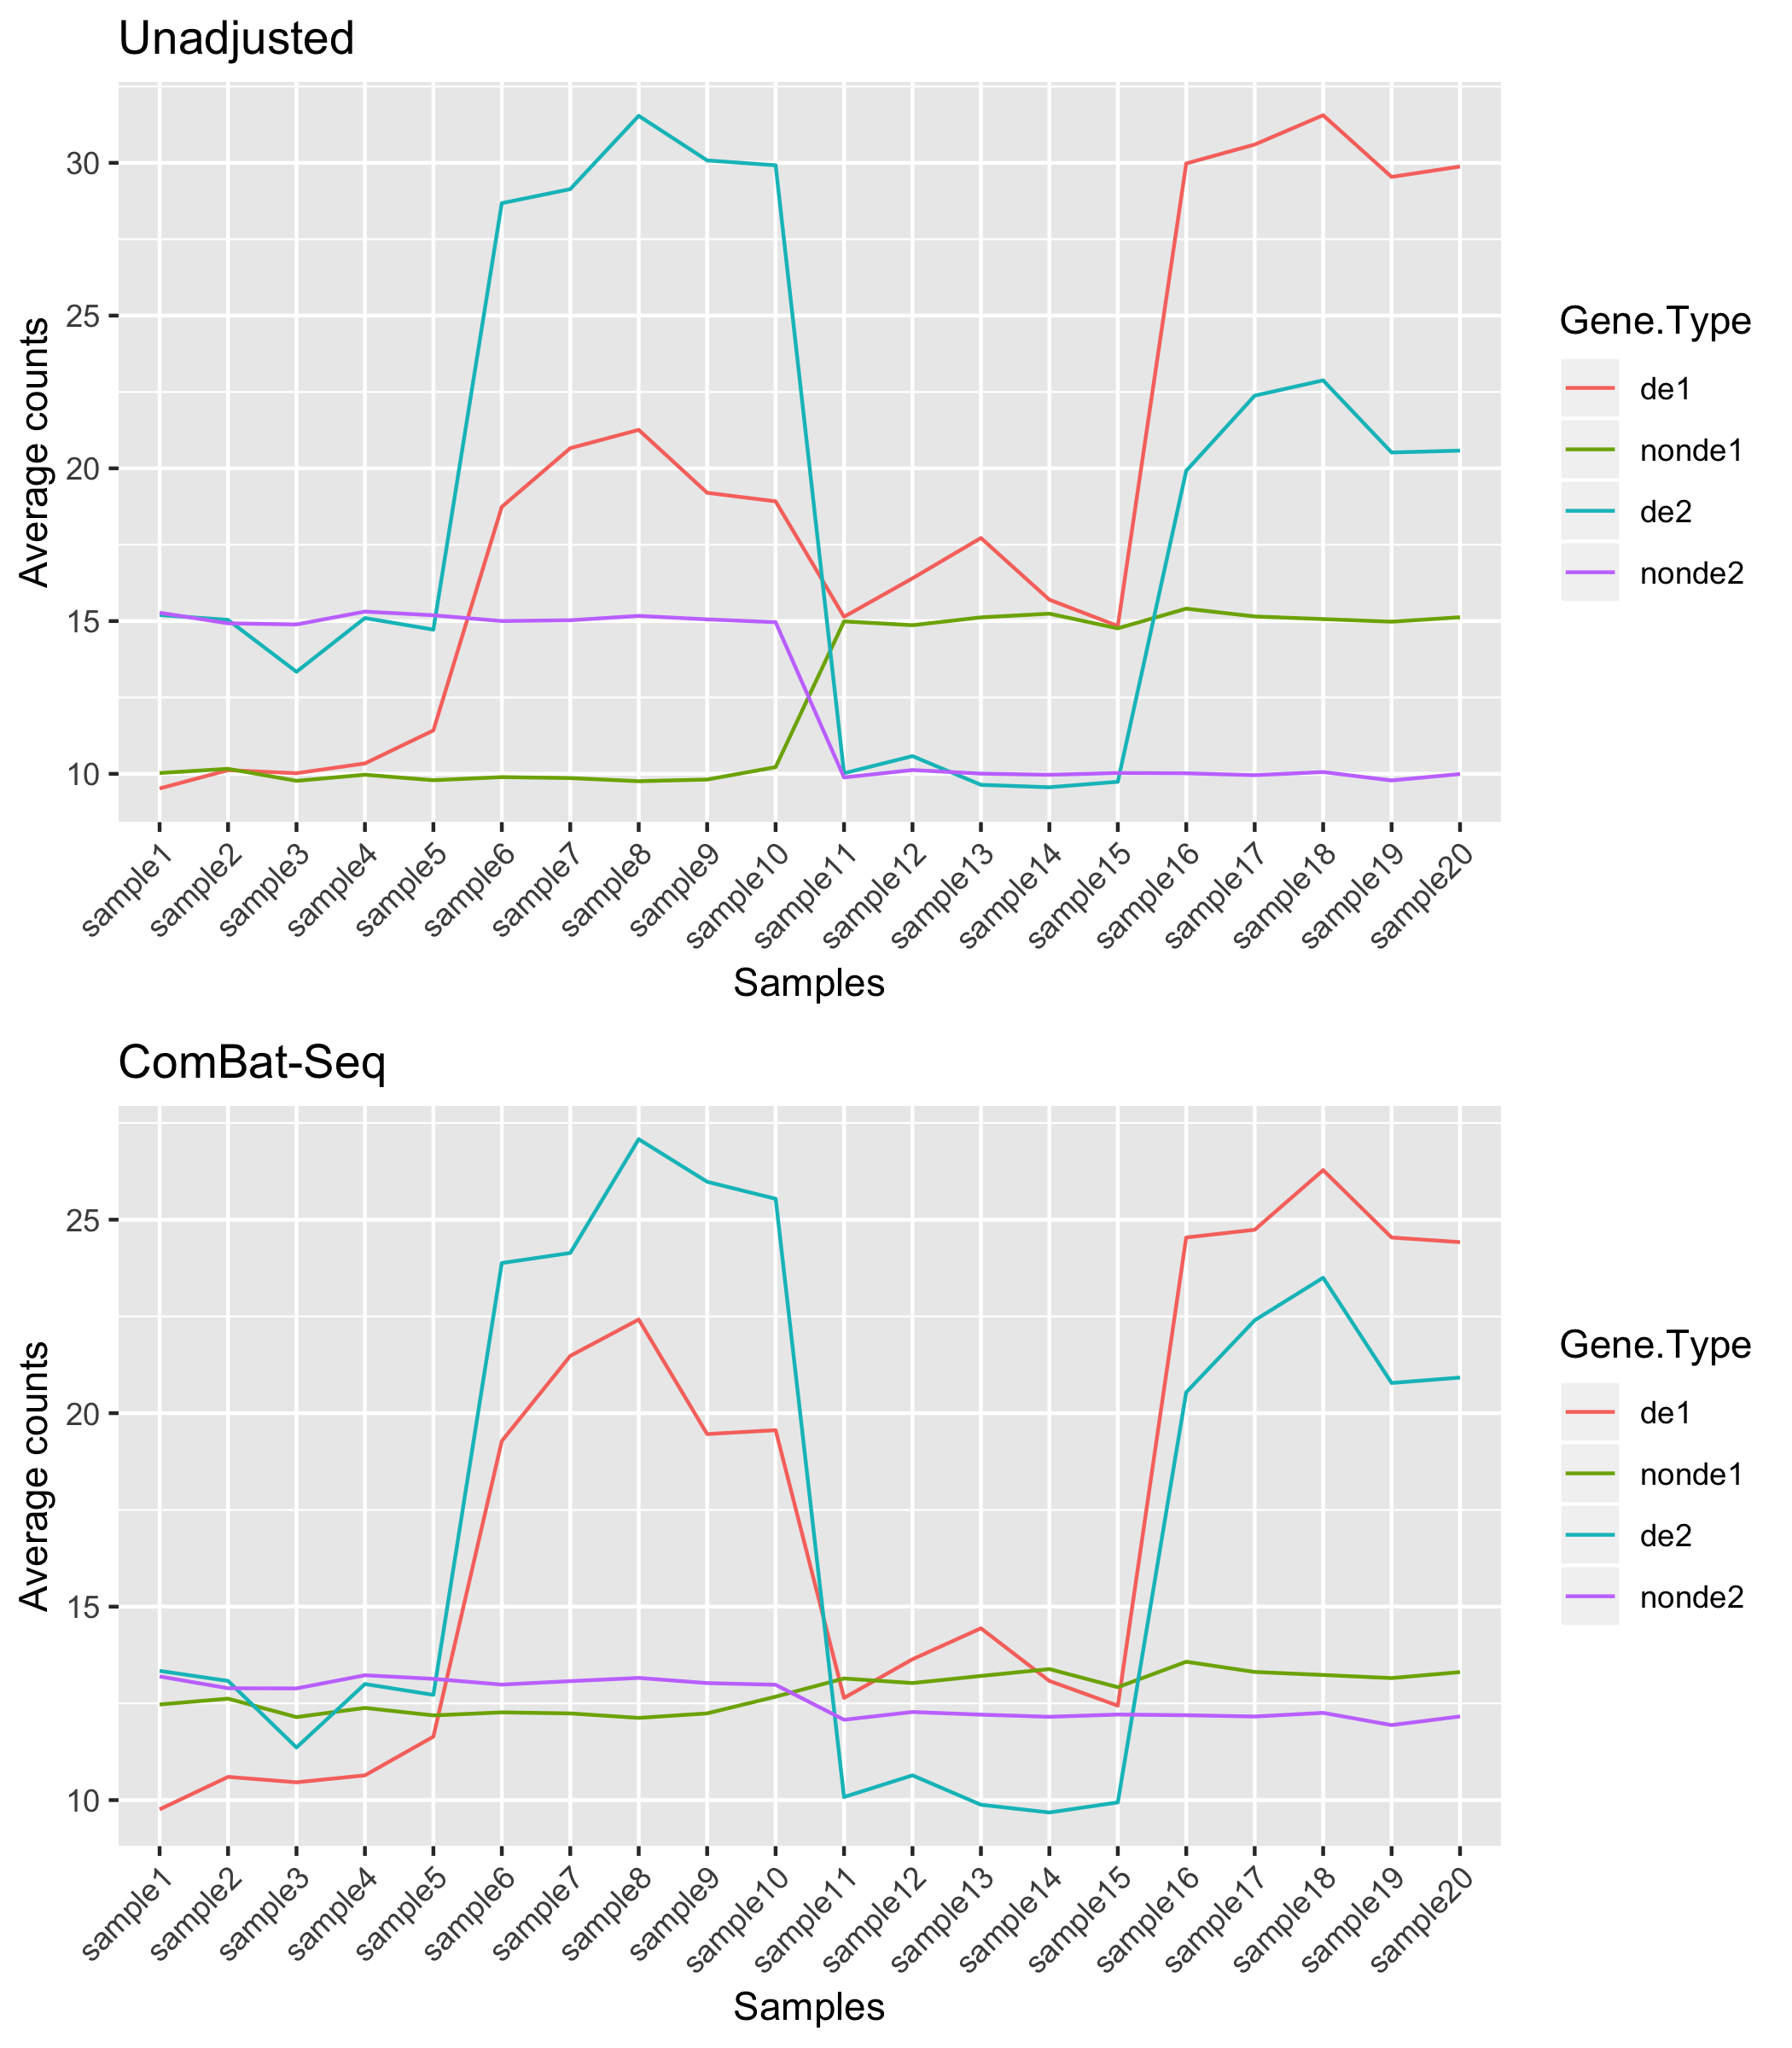 Unadjusted
30
25
20
15
10
Average counts
sample1
sample2
sample3
sample4
sample5
sample6
sample7
sample8
sample9
sample10
sample11
sample12
sample13
sample14
sample15
sample16
sample17
sample18
sample19
sample20
Samples
Gene.Type
de1
nonde1
de2
nonde2
ComBat-Seq
25
20
15
10
Average counts
sample1
sample2
sample3
sample4
sample5
sample6
sample7
sample8
sample9
sample10
sample11
sample12
sample13
sample14
sample15
sample16
sample17
sample18
sample19
sample20
Samples
Gene.Type
de1
nonde1
de2
nonde2